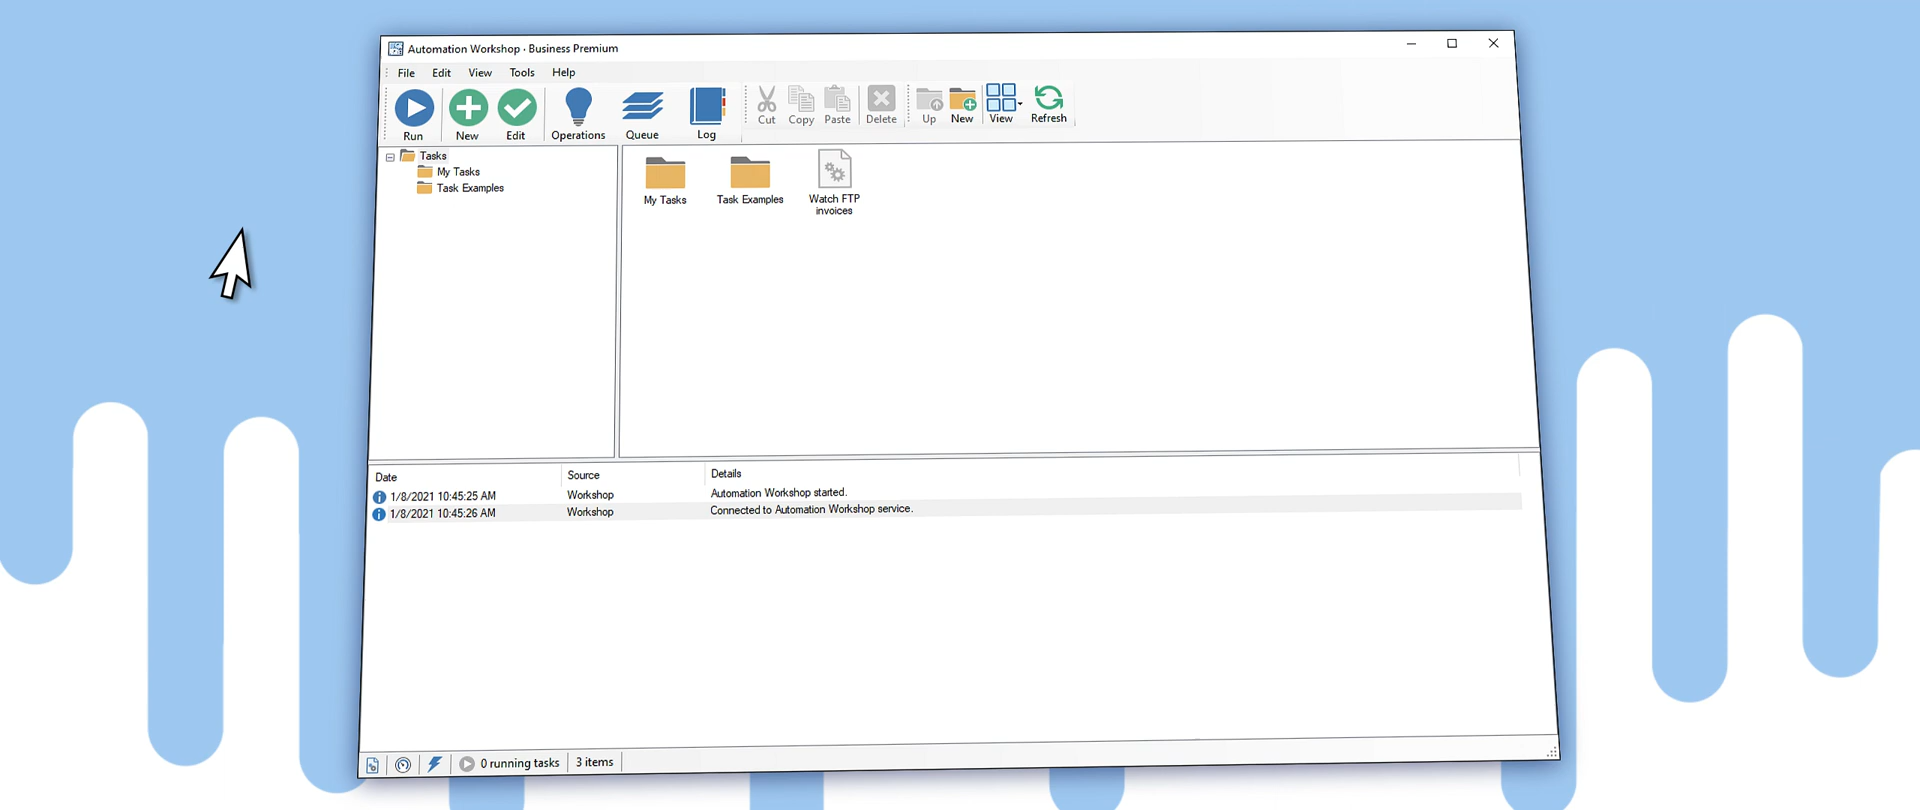 Automation Workshop · Business Premium
File Edit View Tools Help
Run New Edit Operations Queue Log Cut Copy Paste Delete Up New View Refresh
Tasks
My Tasks
Task Examples
My Tasks
Task Examples
Watch FTP
invoices
Date Source Details
1/8/2021 10:45:25 AM Workshop Automation Workshop started.
1/8/2021 10:45:26 AM Workshop Connected to Automation Workshop service.
0 running tasks 3 items